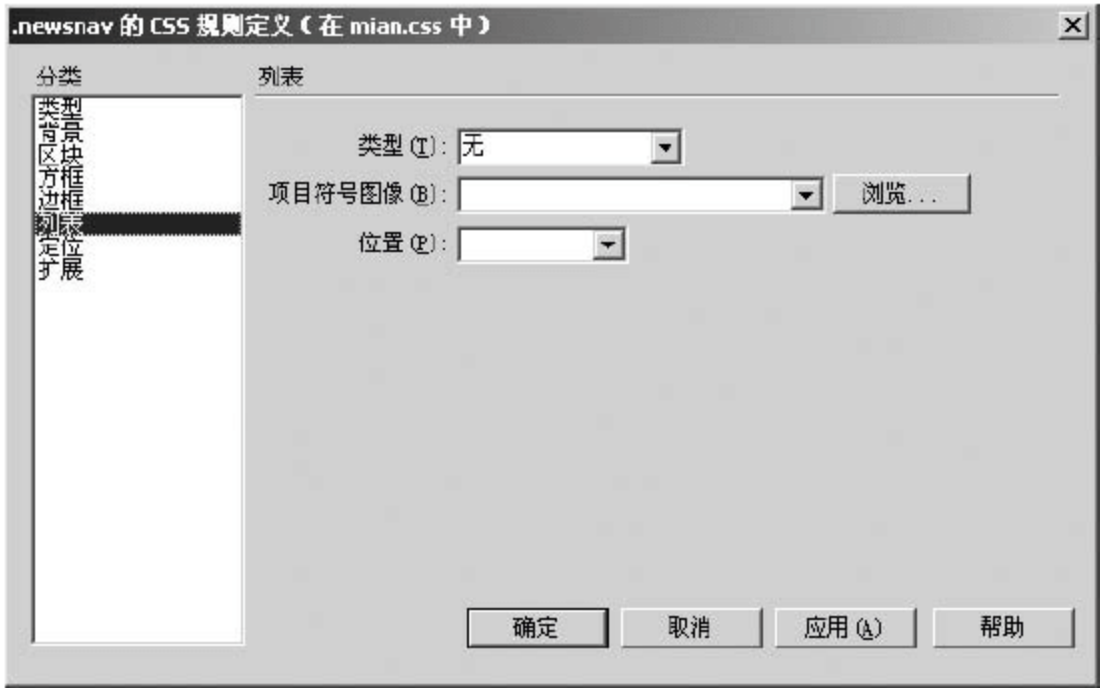 .newsnav 的 CSS 规则定义（在 mian.css 中）
分类
类型
背景
区块
方框
边框
列表
定位
扩展
列表
类型(T): 无
项目符号图像(B): 浏览...
位置(P):
确定 取消 应用(A) 帮助